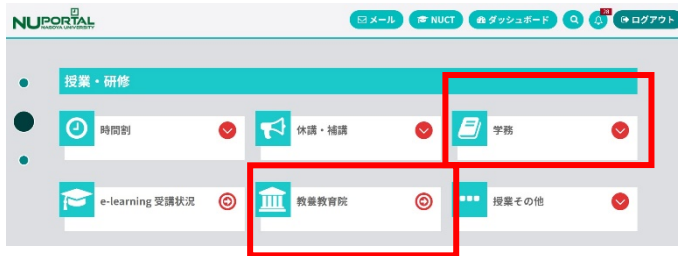 NUPORTAL
NAGOYA UNIVERSITY
メール
NUCT
ダッシュボード
28
ログアウト
授業・研修
時間割
休講・補講
学務
e-learning 受講状況
教養教育院
授業その他